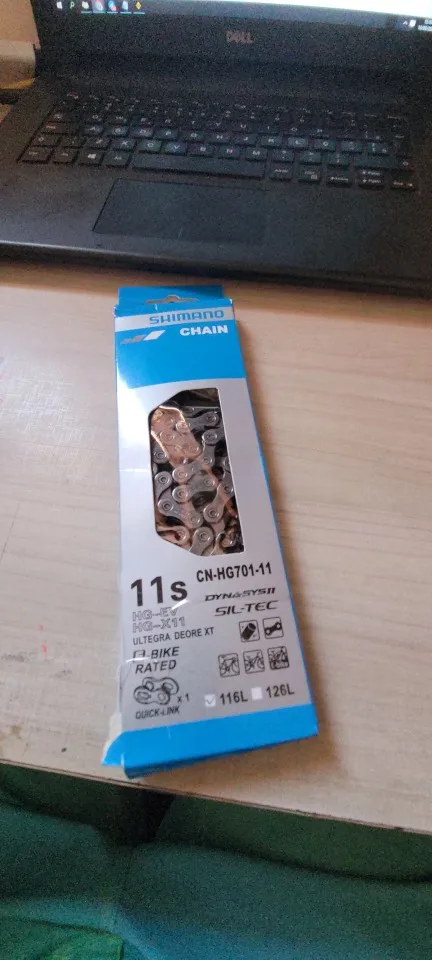 DELL
SHIMANO
CHAIN
11s
CN-HG701-11
HG-EV
HG-X11
DYNA-SYS11
SIL-TEC
ULTEGRA DEORE XT
E-BIKE
RATED
x1
QUICK-LINK
116L
126L